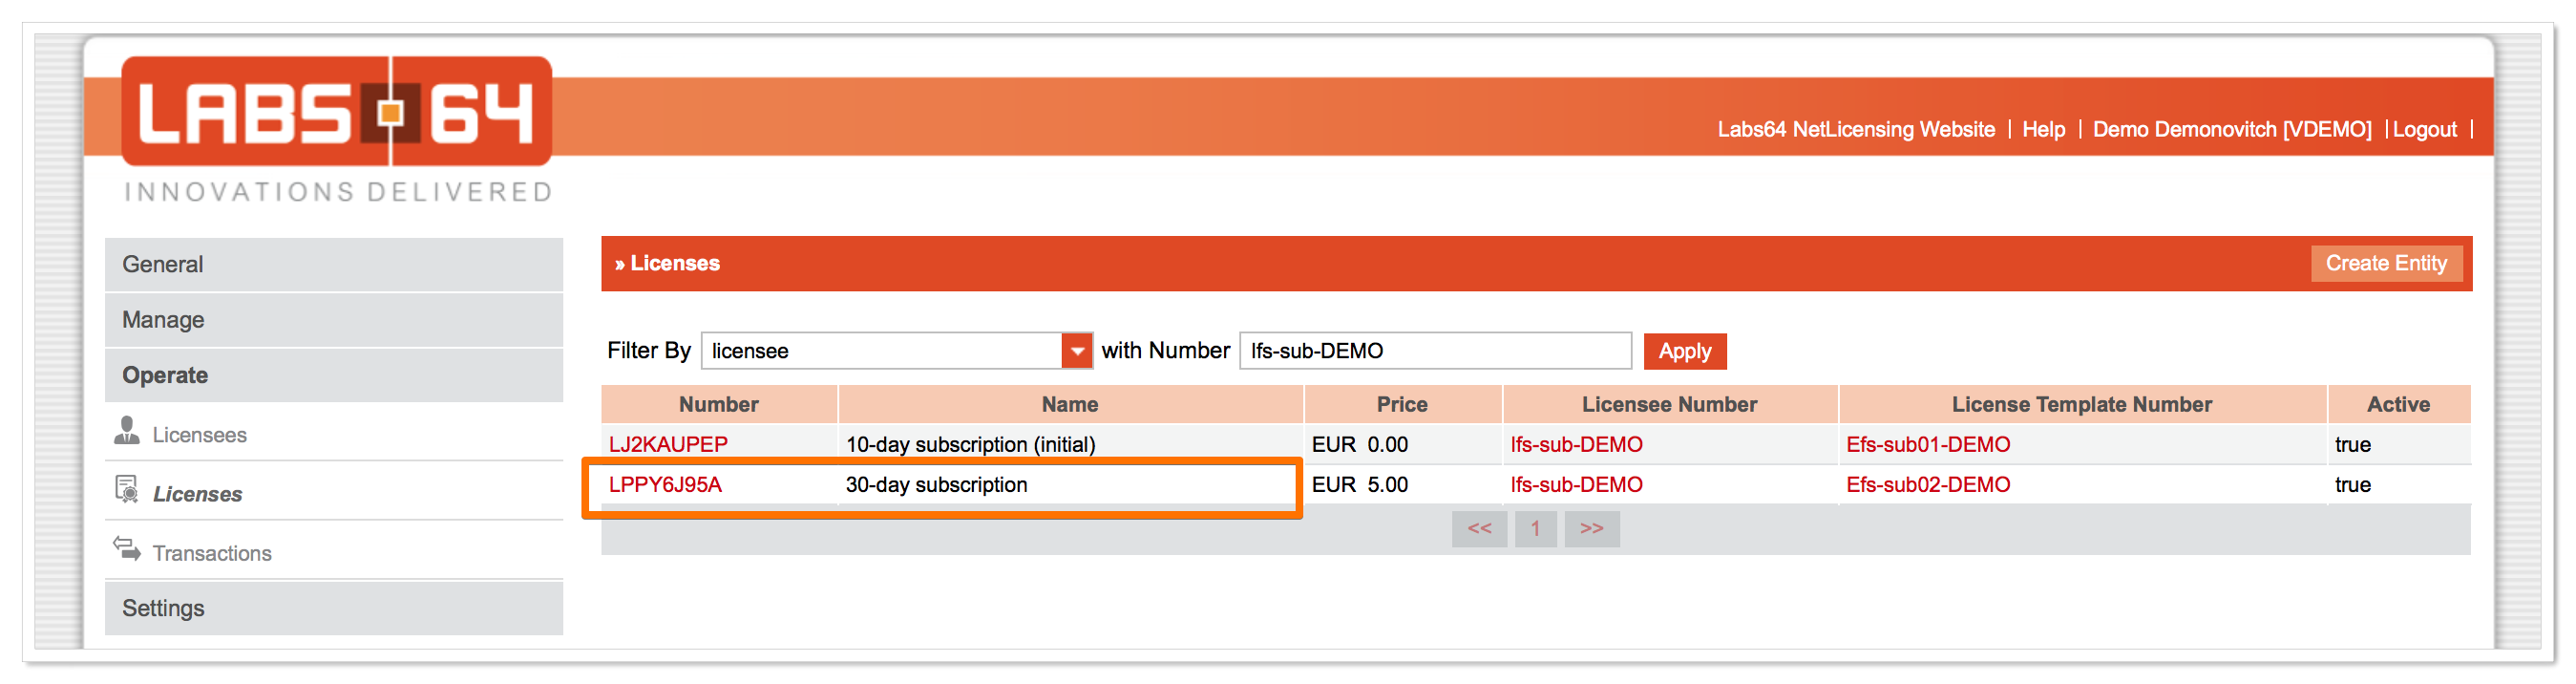 LABS 64
INNOVATIONS DELIVERED
Labs64 NetLicensing Website | Help | Demo Demonovitch [VDEMO] | Logout |
General
Manage
Operate
Licensees
Licenses
Transactions
Settings
» Licenses
Create Entity
Filter By licensee with Number lfs-sub-DEMO Apply
Number Name Price Licensee Number License Template Number Active
LJ2KAUPEP 10-day subscription (initial) EUR 0.00 lfs-sub-DEMO Efs-sub01-DEMO true
LPPY6J95A 30-day subscription EUR 5.00 lfs-sub-DEMO Efs-sub02-DEMO true
<< 1 >>